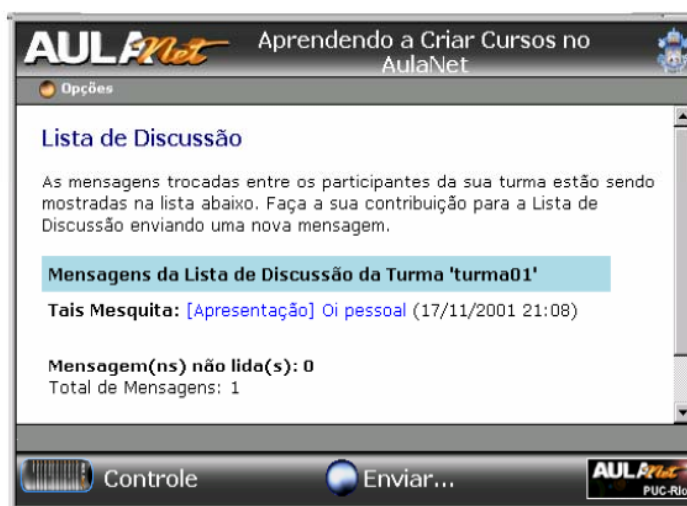 AULANet
Aprendendo a Criar Cursos no
AulaNet
Opções
Lista de Discussão
As mensagens trocadas entre os participantes da sua turma estão sendo
mostradas na lista abaixo. Faça a sua contribuição para a Lista de
Discussão enviando uma nova mensagem.
Mensagens da Lista de Discussão da Turma 'turma01'
Tais Mesquita: [Apresentação] Oi pessoal (17/11/2001 21:08)
Mensagem(ns) não lida(s): 0
Total de Mensagens: 1
Controle
Enviar...
AULANet
PUC-Rio